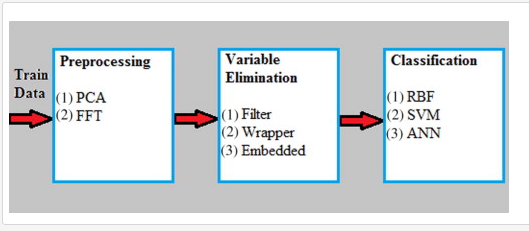 Train
Data
Preprocessing
(1) PCA
(2) FFT
Variable
Elimination
(1) Filter
(2) Wrapper
(3) Embedded
Classification
(1) RBF
(2) SVM
(3) ANN